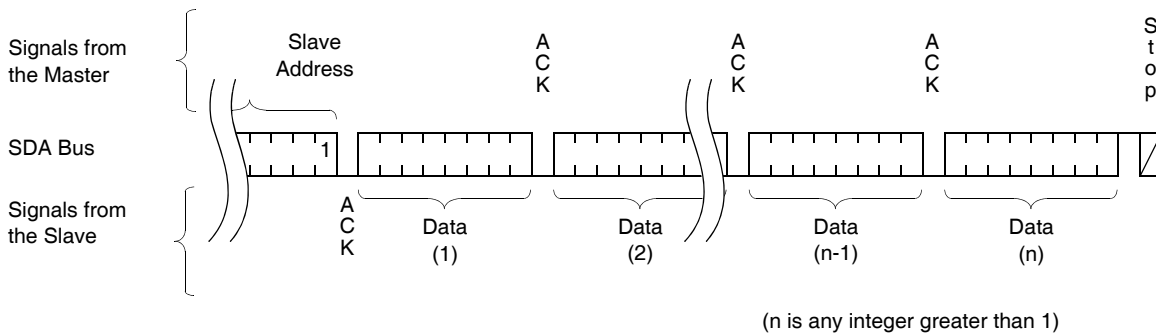 Signals from
the Master
Slave
Address
A
C
K
A
C
K
A
C
K
S
t
o
p
SDA Bus
1
Signals from
the Slave
A
C
K
Data
(1)
Data
(2)
Data
(n-1)
Data
(n)
(n is any integer greater than 1)